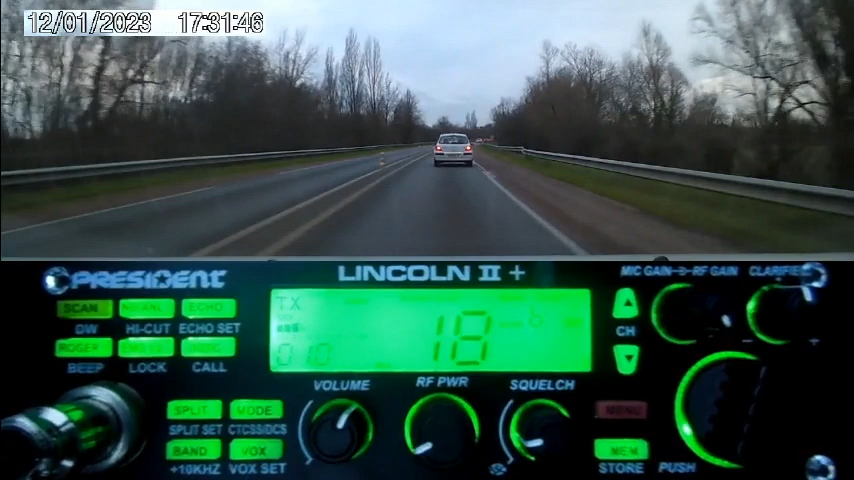 12/01/2023 17:31:46
PRESIDENT LINCOLN II + MIC GAIN RF GAIN CLARIFIER
SCAN ECHO
DW HI-CUT ECHO SET
ROGER
BEEP LOCK CALL
TX
18
CH
VOLUME RF PWR SQUELCH
SPLIT MODE MENU
SPLIT SET CTCSS/DCS
BAND VOX MEM
+10KHZ VOX SET STORE PUSH